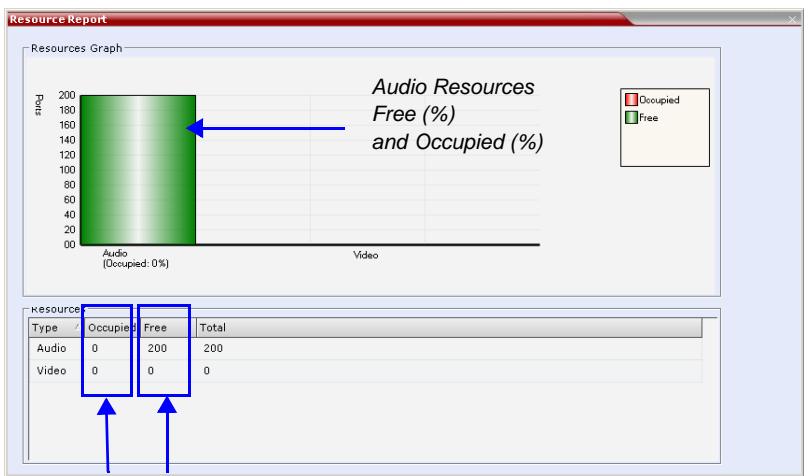 Resource Report
Resources Graph
Ports
200
180
160
140
120
100
80
60
40
20
00
Audio
(Occupied: 0%)
Video
Audio Resources
Free (%)
and Occupied (%)
Occupied
Free
Resources
Type Occupied Free Total
Audio 0 200 200
Video 0 0 0